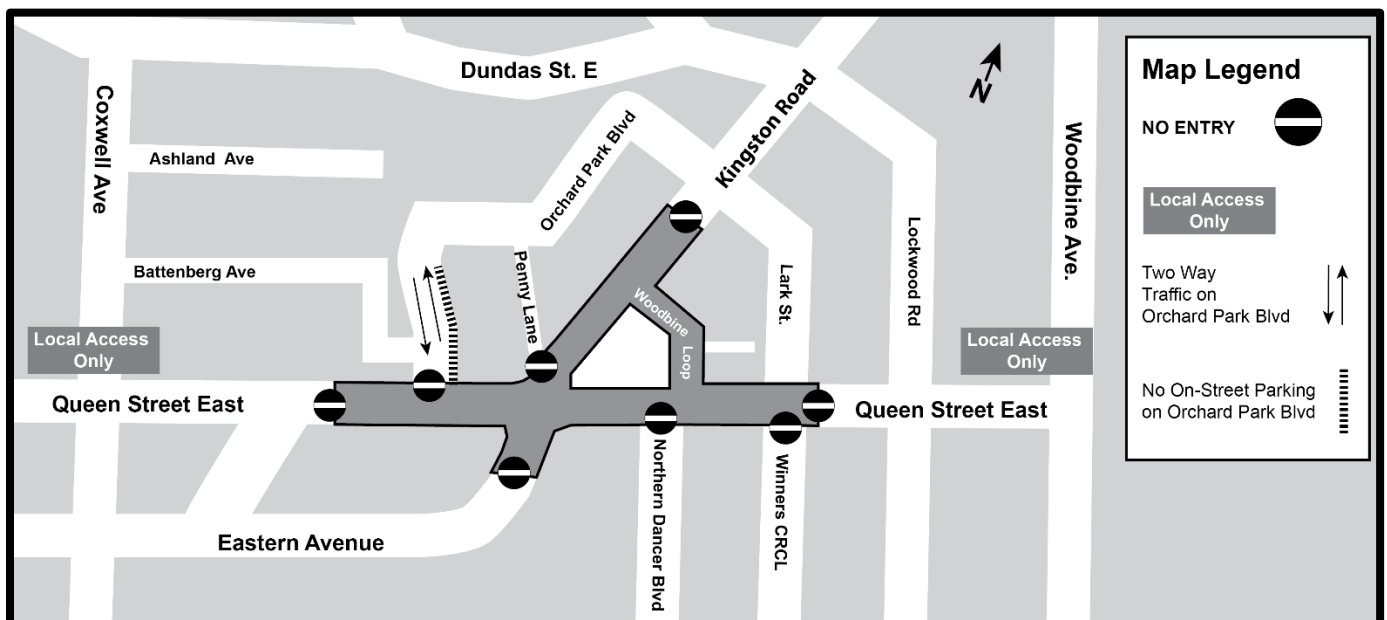 Dundas St. E
Coxwell Ave
Ashland Ave
Orchard Park Blvd
Kingston Road
N
Woodbine Ave.
Battenberg Ave
Penny Lane
Woodbine
Loop
Lark St.
Lockwood Rd
Local Access
Only
Local Access
Only
Queen Street East
Queen Street East
Northern Dancer Blvd
Winners CRCL
Eastern Avenue
Map Legend
NO ENTRY
Local Access
Only
Two Way
Traffic on
Orchard Park Blvd
No On-Street Parking
on Orchard Park Blvd